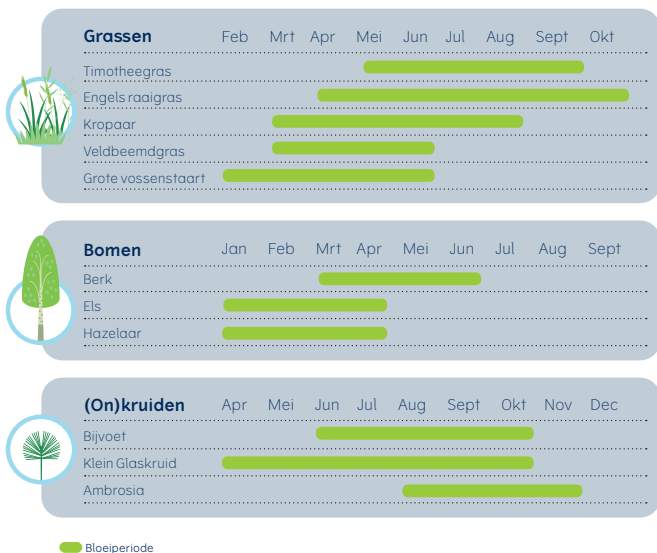 Grassen Feb Mrt Apr Mei Jun Jul Aug Sept Okt
Timotheegras
Engels raaigras
Kropaar
Veldbeemdgras
Grote vossenstaart
Bomen Jan Feb Mrt Apr Mei Jun Jul Aug Sept
Berk
Els
Hazelaar
(On)kruiden Apr Mei Jun Jul Aug Sept Okt Nov Dec
Bijvoet
Klein Glaskruid
Ambrosia
Bloeiperiode